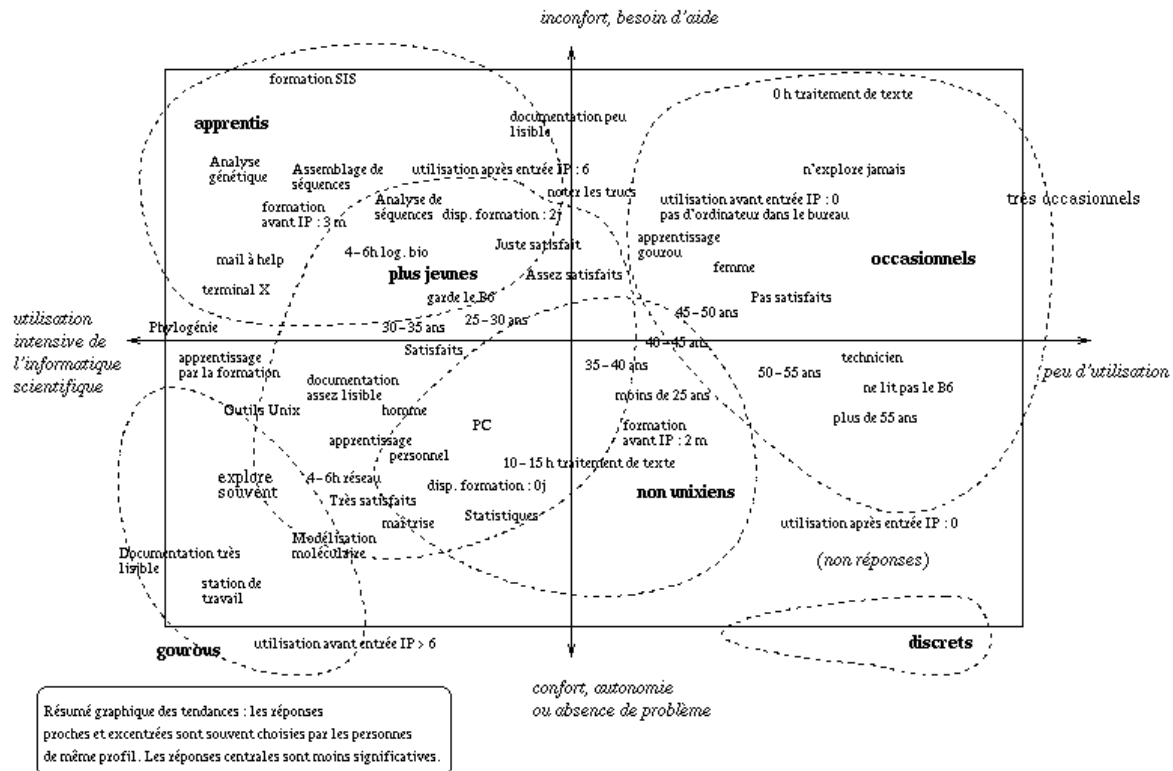 inconfort, besoin d'aide
formation SIS
0 h traitement de texte
apprentis
documentation peu
lisible
Analyse
génétique
Assemblage de
séquences
utilisation après entrée IP : 6
n'explore jamais
noter les trucs
utilisation avant entrée IP : 0
pas d'ordinateur dans le bureau
très occasionnels
formation
avant IP : 3 m
Analyse de
séquences
disp. formation : 2j
apprentissage
gourou
mail à help
4 – 6h log. bio
Juste satisfait
occasionnels
plus jeunes
Assez satisfaits
femme
terminal X
garde le B6
Pas satisfaits
45 – 50 ans
utilisation
intensive de
l'informatique
scientifique
Phylogénie
30 – 35 ans
25 – 30 ans
Satisfaits
40 – 45 ans
apprentissage
par la formation
35 – 40 ans
technicien
50 – 55 ans
peu d'utilisation
documentation
assez lisible
moins de 25 ans
ne lit pas le B6
Outils Unix
homme
plus de 55 ans
PC
formation
avant IP : 2 m
apprentissage
personnel
10 – 15 h traitement de texte
explore
souvent
4 – 6h réseau
disp. formation : 0j
non unixiens
Très satisfaits
maîtrise
Statistiques
utilisation après entrée IP : 0
Modélisation
moléculaire
Documentation très
lisible
(non réponses)
station de
travail
gourous
utilisation avant entrée IP > 6
discrets
confort, autonomie
ou absence de problème
Résumé graphique des tendances : les réponses
proches et excentrées sont souvent choisies par les personnes
de même profil. Les réponses centrales sont moins significatives.